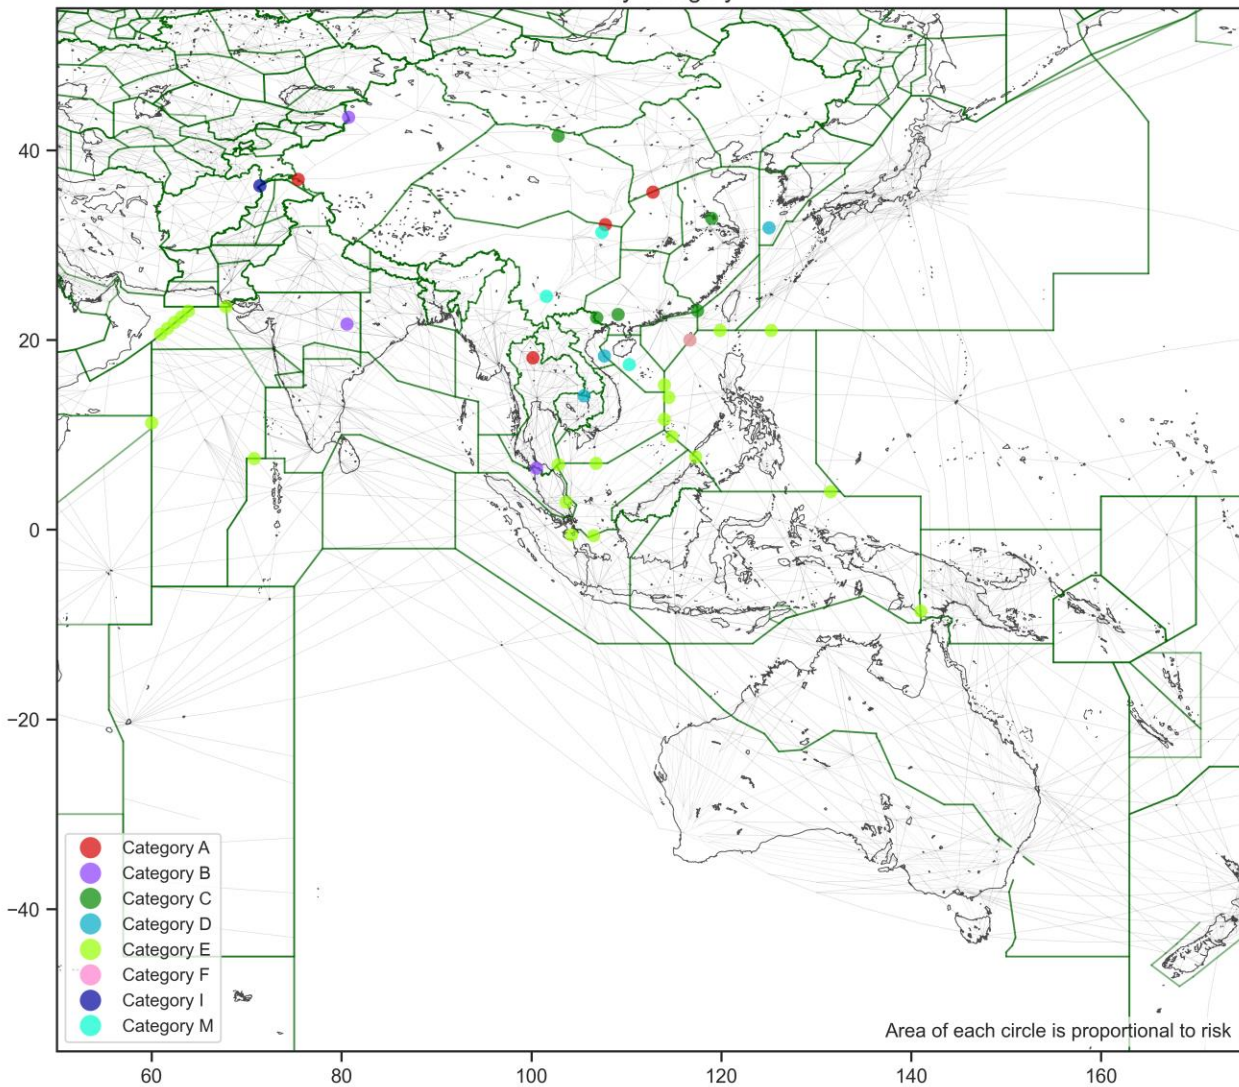 40
20
0
−20
−40
60
80
100
120
140
160
Category A
Category B
Category C
Category D
Category E
Category F
Category I
Category M
Area of each circle is proportional to risk